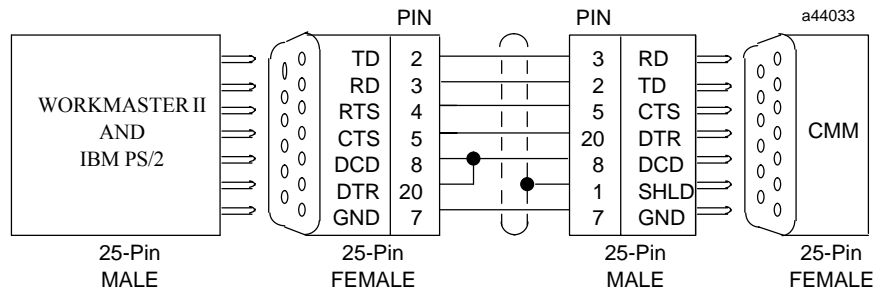 PIN PIN a44033
WORKMASTER II
AND
IBM PS/2
TD 2 3 RD
RD 3 2 TD
RTS 4 5 CTS
CTS 5 20 DTR
DCD 8 8 DCD
DTR 20 1 SHLD
GND 7 7 GND
CMM
25-Pin 25-Pin 25-Pin 25-Pin
MALE FEMALE MALE FEMALE